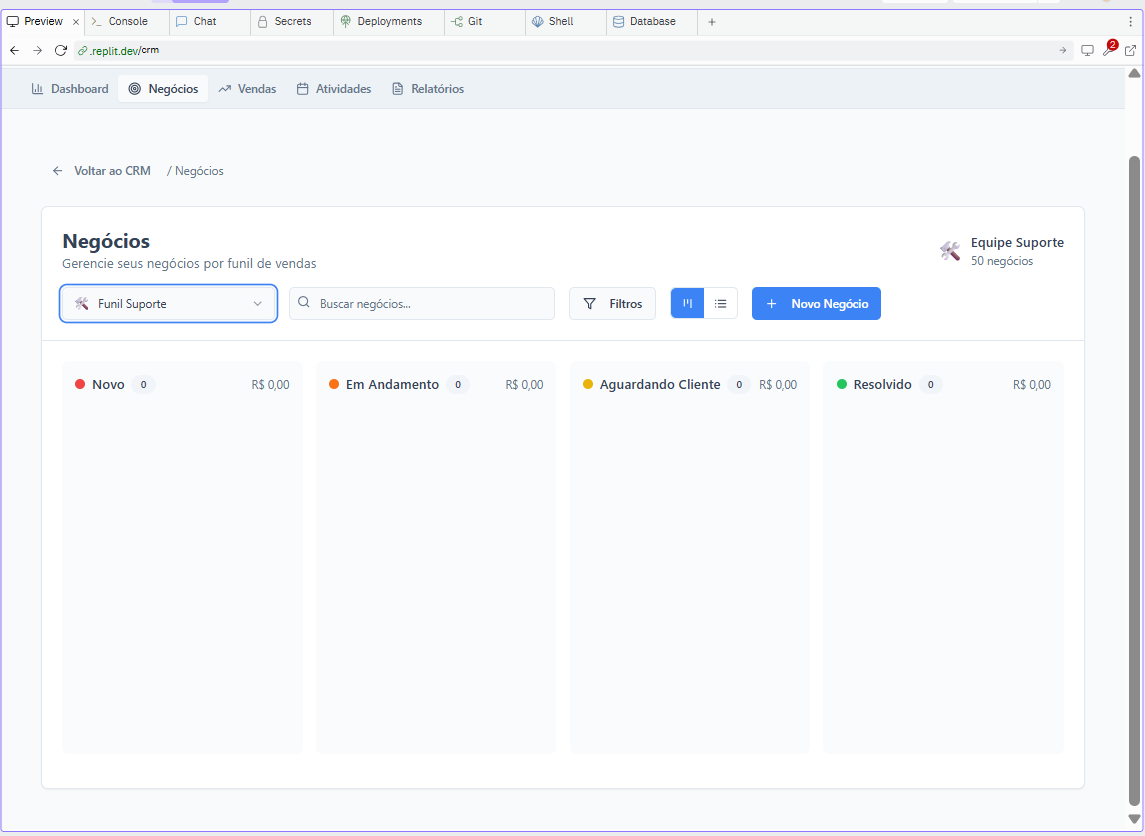 Preview × Console Chat Secrets Deployments Git Shell Database +
.replit.dev/crm
2
Dashboard Negócios Vendas Atividades Relatórios
Voltar ao CRM / Negócios
Negócios
Gerencie seus negócios por funil de vendas
Equipe Suporte
50 negócios
Funil Suporte Buscar negócios... Filtros + Novo Negócio
Novo 0 R$ 0,00
Em Andamento 0 R$ 0,00
Aguardando Cliente 0 R$ 0,00
Resolvido 0 R$ 0,00